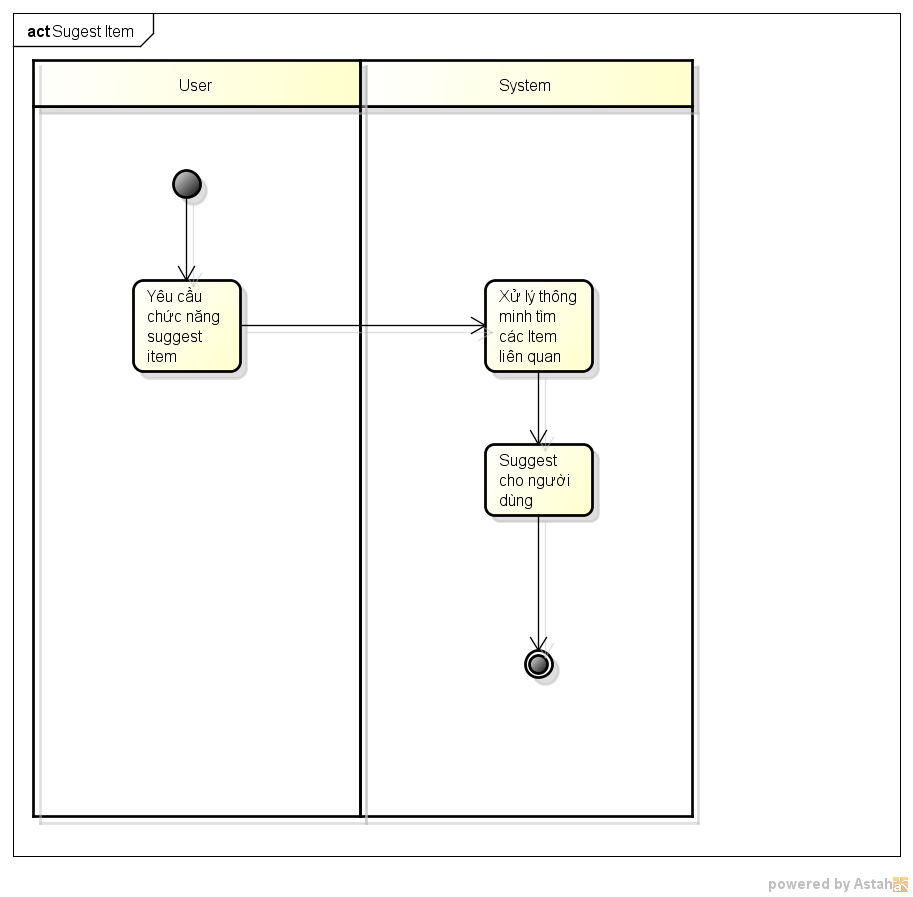 act Sugest Item
User
System
Yêu cầu
chức năng
suggest
item
Xử lý thông
minh tìm
các Item
liên quan
Suggest
cho người
dùng
powered by Astah